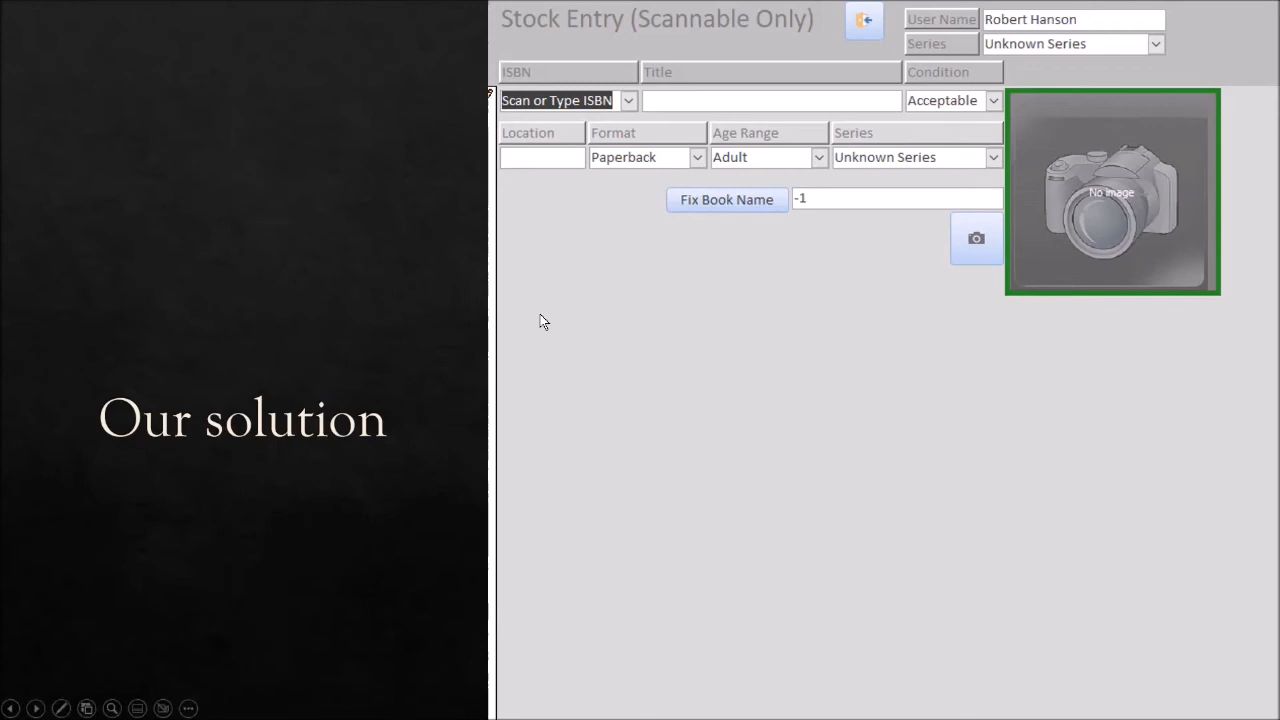 Our solution
Stock Entry (Scannable Only)
User Name Robert Hanson
Series Unknown Series
ISBN Title Condition
Scan or Type ISBN Acceptable
Location Format Age Range Series
Paperback Adult Unknown Series
Fix Book Name -1
No image